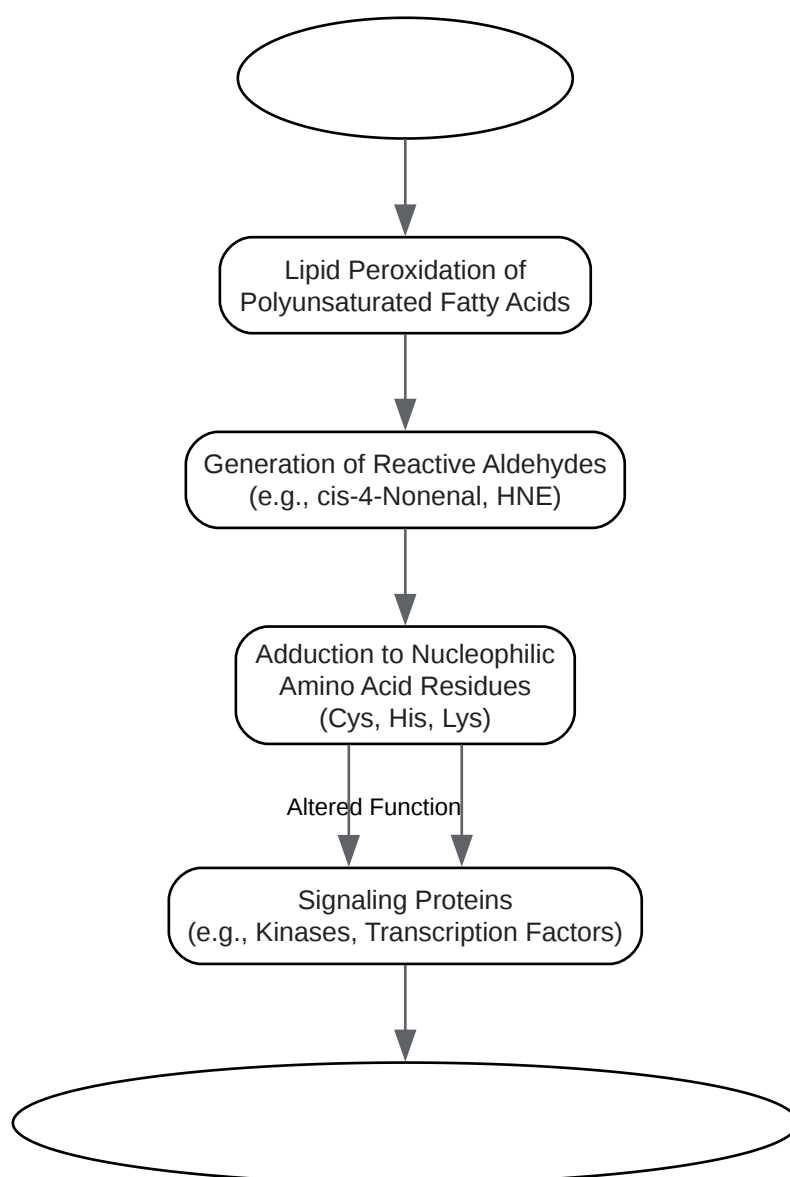 Lipid Peroxidation of
Polyunsaturated Fatty Acids
Generation of Reactive Aldehydes
(e.g., cis-4-Nonenal, HNE)
Adduction to Nucleophilic
Amino Acid Residues
(Cys, His, Lys)
Altered Function
Signaling Proteins
(e.g., Kinases, Transcription Factors)